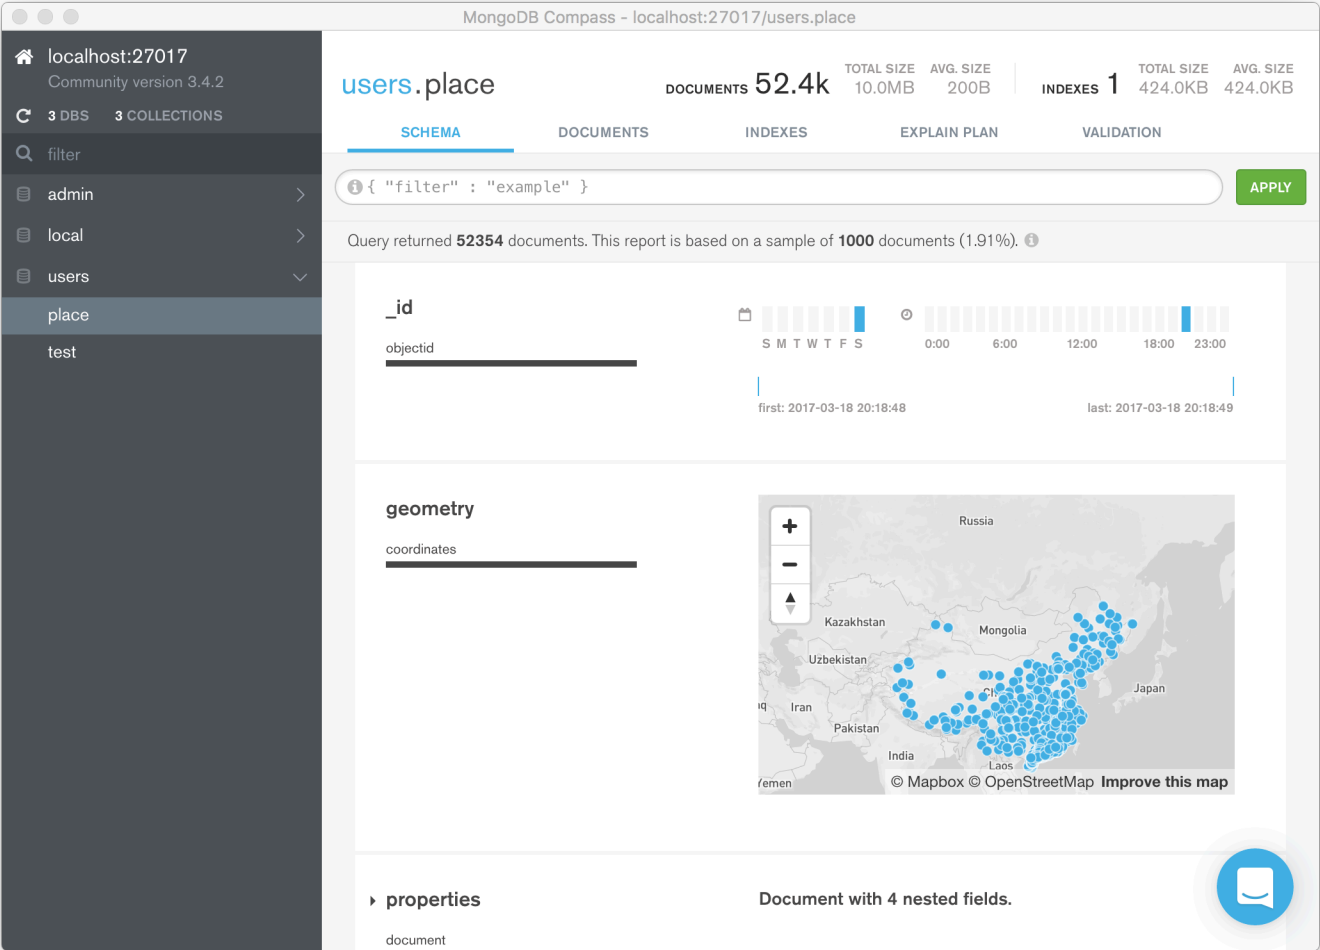 MongoDB Compass - localhost:27017/users.place
localhost:27017
Community version 3.4.2
3 DBS 3 COLLECTIONS
filter
admin
local
users
place
test
users.place
DOCUMENTS 52.4k
TOTAL SIZE AVG. SIZE
10.0MB 200B
INDEXES 1
TOTAL SIZE AVG. SIZE
424.0KB 424.0KB
SCHEMA DOCUMENTS INDEXES EXPLAIN PLAN VALIDATION
{ "filter" : "example" }
APPLY
Query returned 52354 documents. This report is based on a sample of 1000 documents (1.91%).
_id
objectid
S M T W T F S
0:00 6:00 12:00 18:00 23:00
first: 2017-03-18 20:18:48 last: 2017-03-18 20:18:49
geometry
coordinates
Russia
Kazakhstan
Mongolia
Uzbekistan
Japan
Iran
Pakistan
India
Laos
© Mapbox © OpenStreetMap Improve this map
properties
Document with 4 nested fields.
document